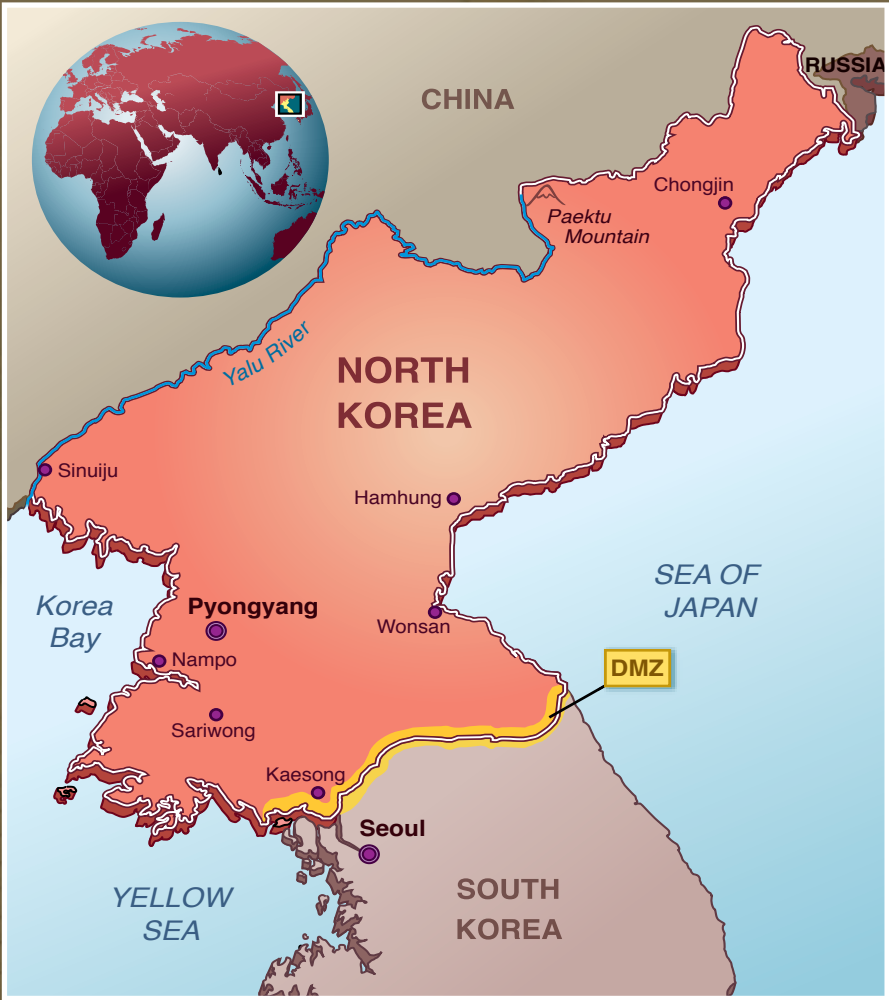 CHINA
RUSSIA
Chongjin
Paektu
Mountain
Yalu River
NORTH
KOREA
Sinuiju
Hamhung
SEA OF
JAPAN
Korea
Bay
Pyongyang
Wonsan
Nampo
DMZ
Sariwong
Kaesong
Seoul
YELLOW
SEA
SOUTH
KOREA